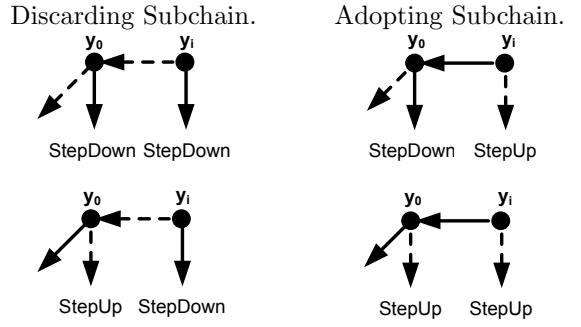 Discarding Subchain. Adopting Subchain.
y0 yi y0 yi
StepDown StepDown StepDown StepUp
y0 yi y0 yi
StepUp StepDown StepUp StepUp